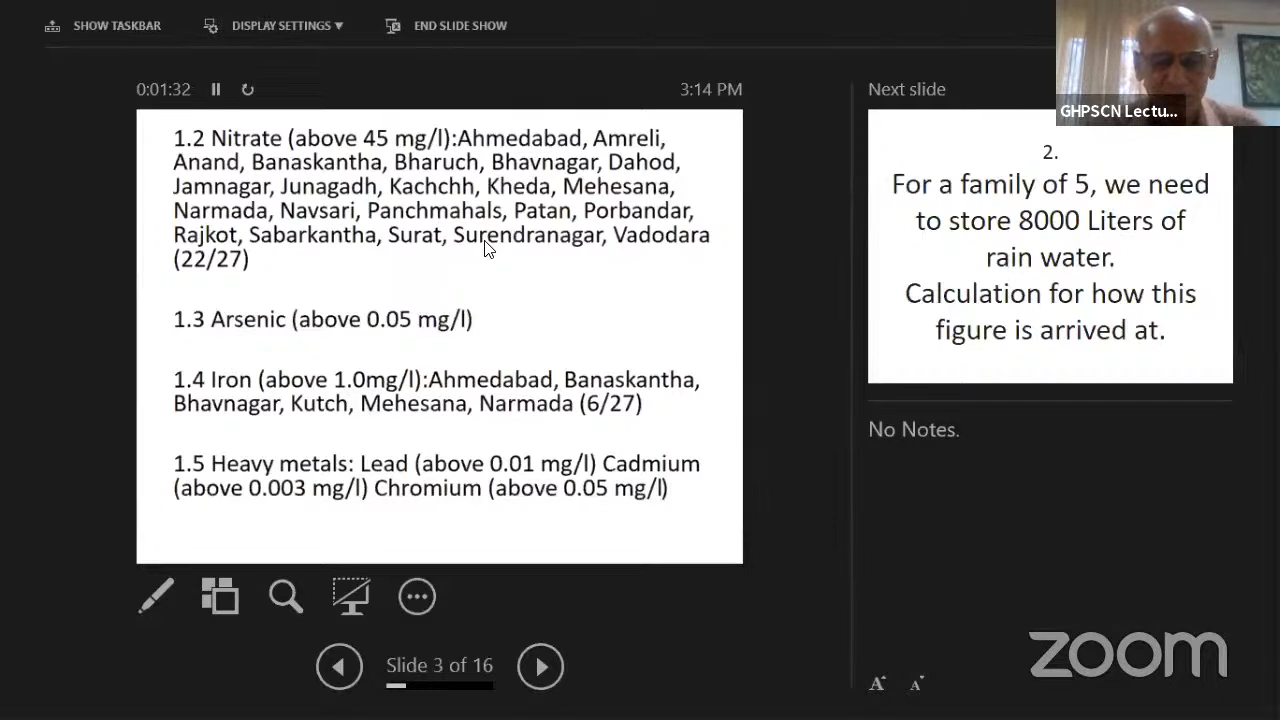 SHOW TASKBAR
DISPLAY SETTINGS ▼
END SLIDE SHOW
0:01:32
3:14 PM
1.2 Nitrate (above 45 mg/l):Ahmedabad, Amreli,
Anand, Banaskantha, Bharuch, Bhavnagar, Dahod,
Jamnagar, Junagadh, Kachchh, Kheda, Mehesana,
Narmada, Navsari, Panchmahals, Patan, Porbandar,
Rajkot, Sabarkantha, Surat, Surendranagar, Vadodara
(22/27)
1.3 Arsenic (above 0.05 mg/l)
1.4 Iron (above 1.0mg/l):Ahmedabad, Banaskantha,
Bhavnagar, Kutch, Mehesana, Narmada (6/27)
1.5 Heavy metals: Lead (above 0.01 mg/l) Cadmium
(above 0.003 mg/l) Chromium (above 0.05 mg/l)
Slide 3 of 16
Next slide
GHPSCN Lectu...
2.
For a family of 5, we need
to store 8000 Liters of
rain water.
Calculation for how this
figure is arrived at.
No Notes.
A A
zoom